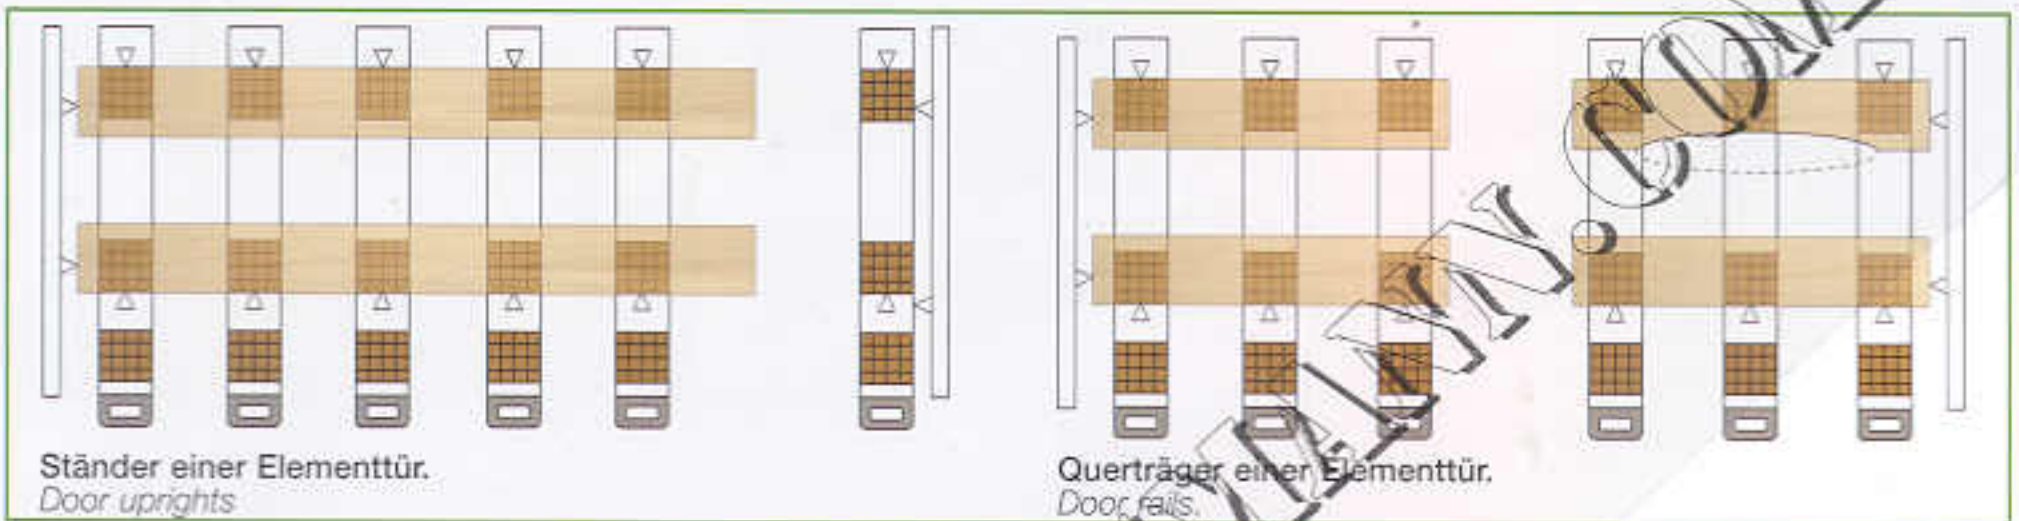 Ständer einer Elementtür.
Door uprights
Querträger einer Elementtür.
Door rails.